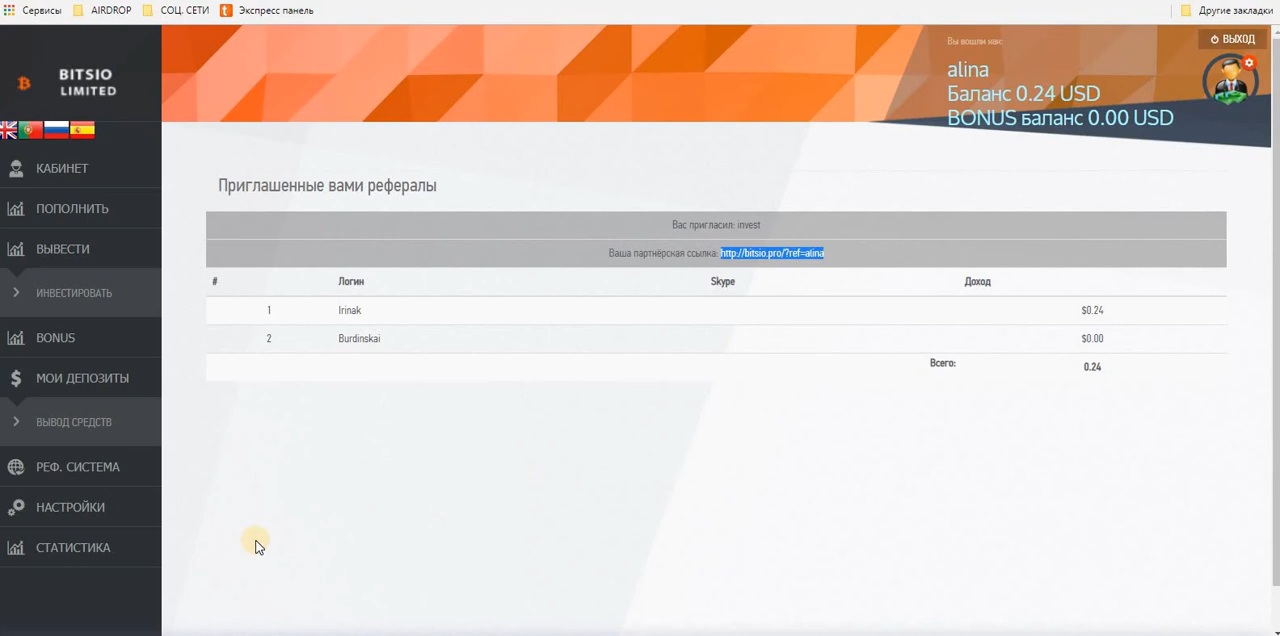 Сервисы AIRDROP СОЦ. СЕТИ Экспресс панель Другие закладки
BITSIO
LIMITED
Вы вошли как:
ВЫХОД
alina
Баланс 0.24 USD
BONUS баланс 0.00 USD
КАБИНЕТ
ПОПОЛНИТЬ
ВЫВЕСТИ
ИНВЕСТИРОВАТЬ
BONUS
МОИ ДЕПОЗИТЫ
ВЫВОД СРЕДСТВ
РЕФ. СИСТЕМА
НАСТРОЙКИ
СТАТИСТИКА
Приглашенные вами рефералы
Вас пригласил: invest
Ваша партнёрская ссылка: http://bitsio.pro/?ref=alina
# Логин Skype Доход
1 Irinak $0.24
2 Burdinskai $0.00
Всего: 0.24